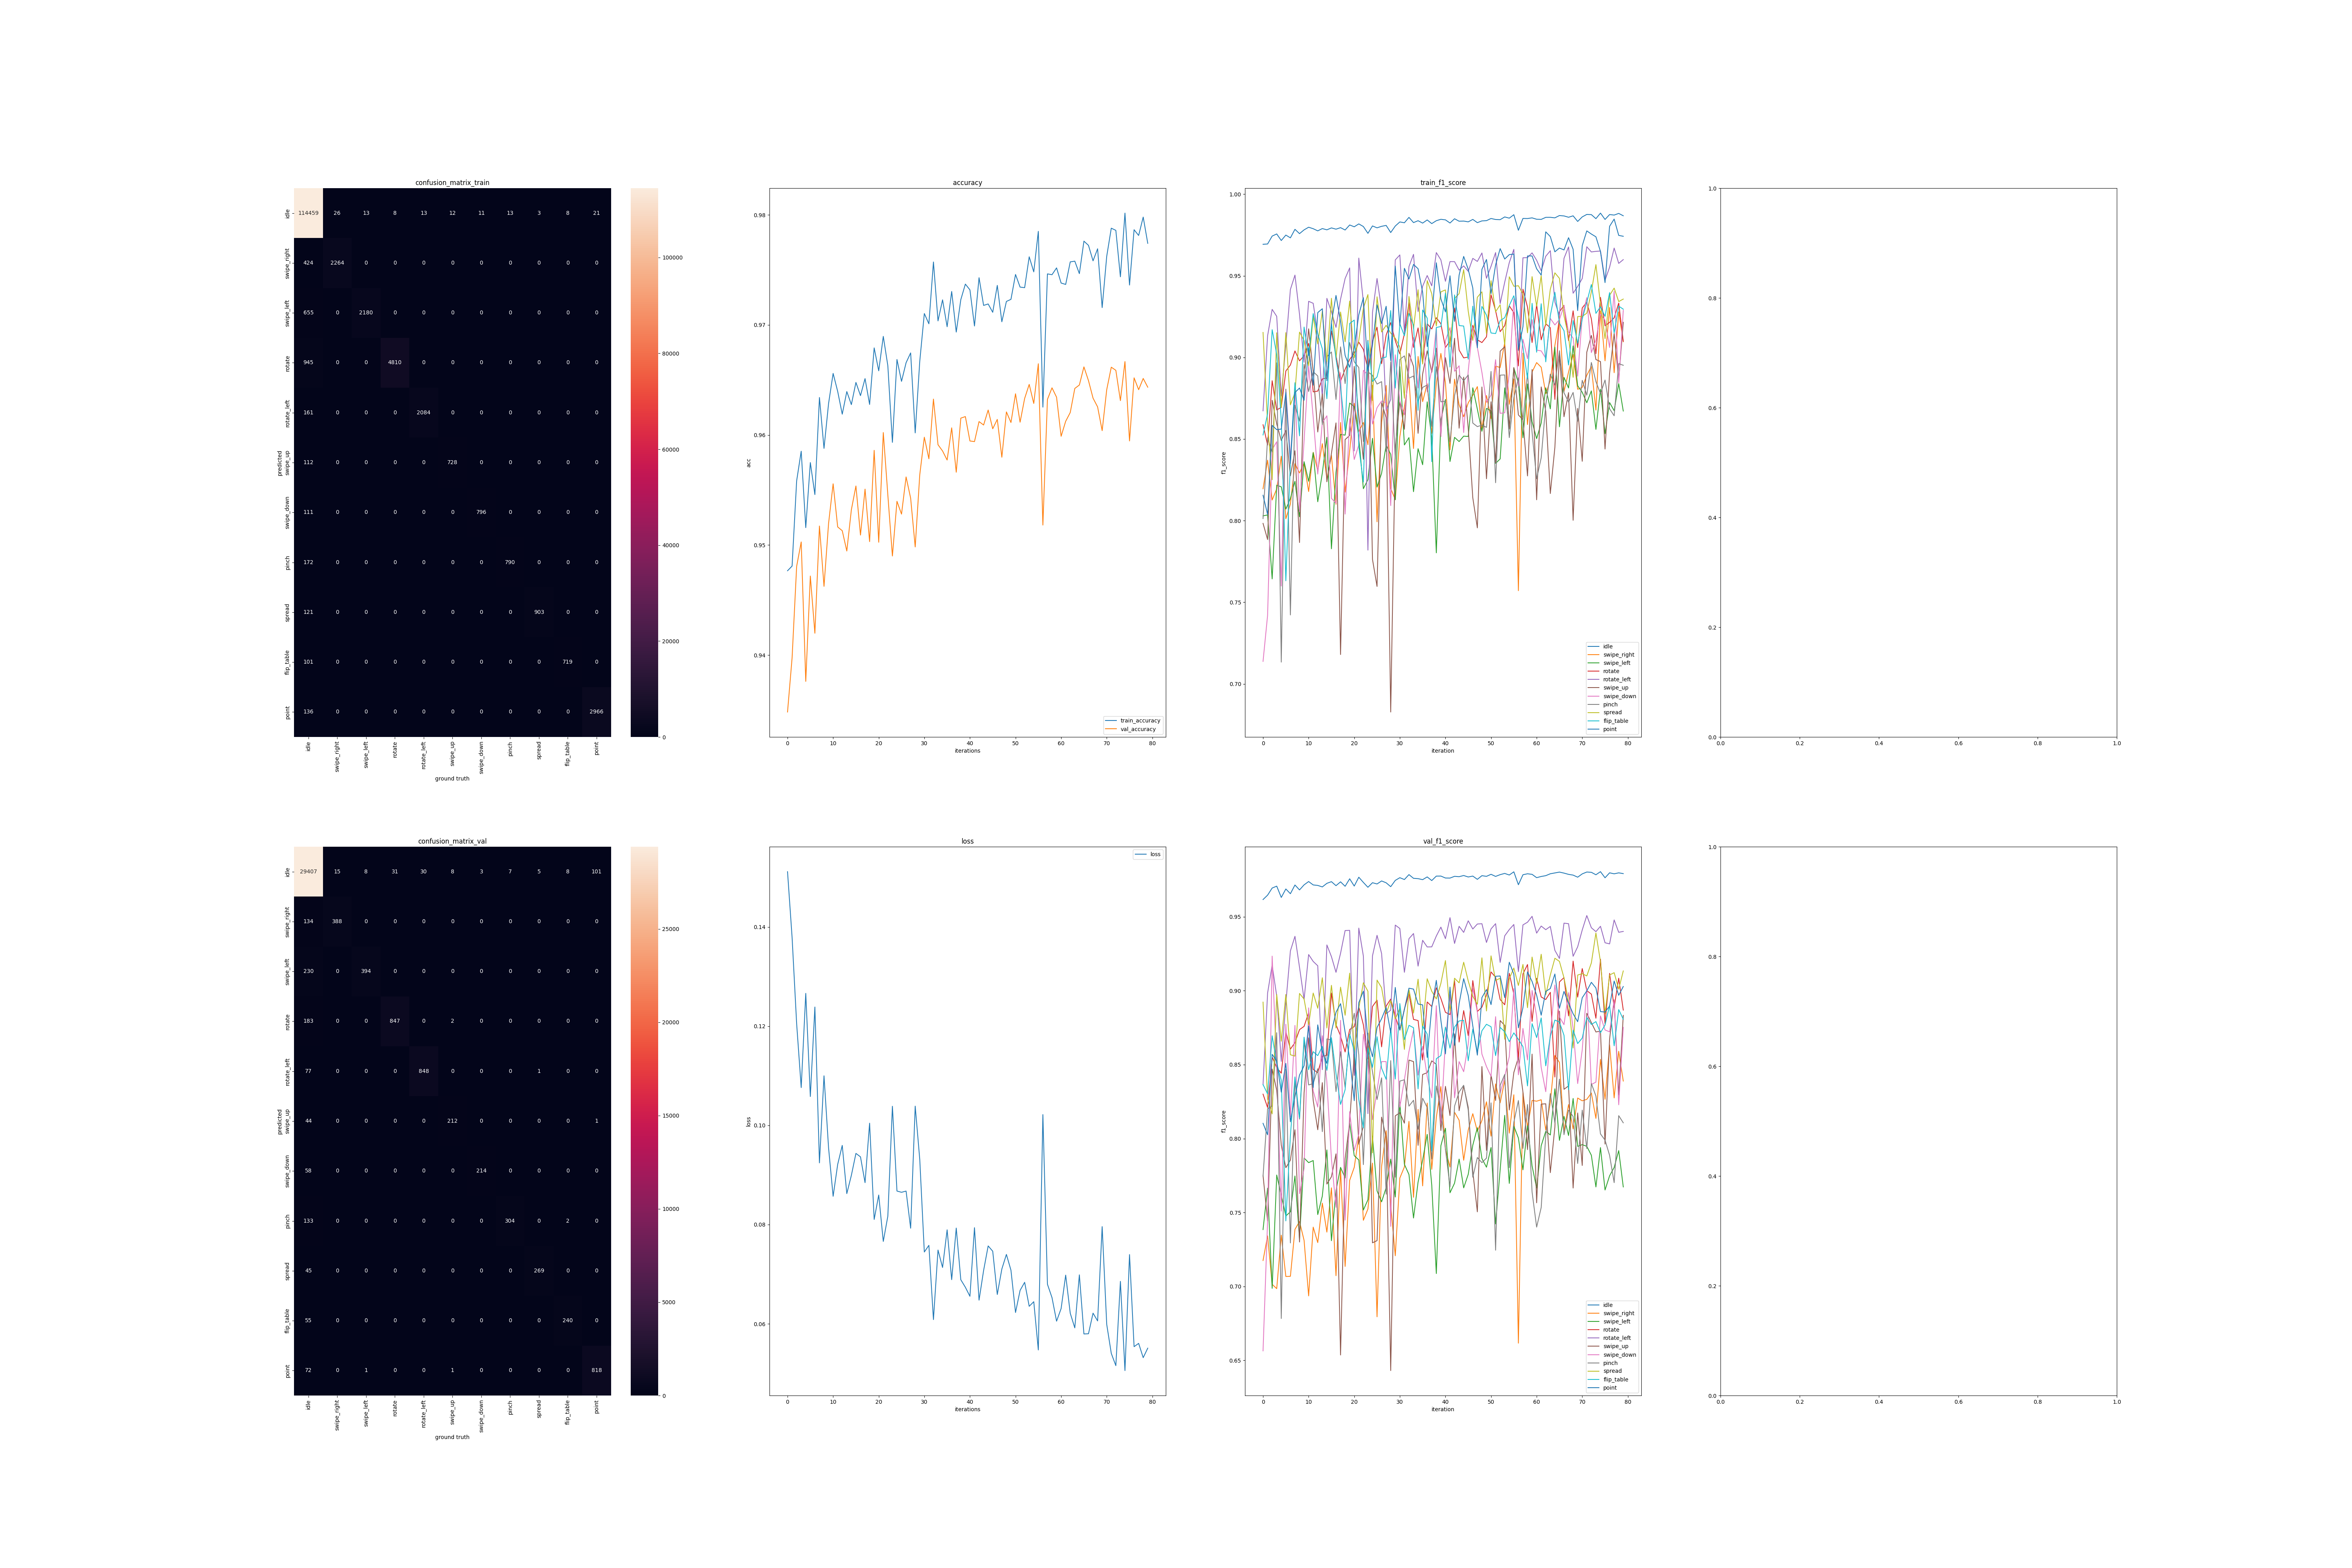 confusion_matrix_train
idle 114459 26 13 8 13 12 11 13 3 8 21
swipe_right 424 2264 0 0 0 0 0 0 0 0 0
swipe_left 655 0 2180 0 0 0 0 0 0 0 0
rotate 945 0 0 4810 0 0 0 0 0 0 0
rotate_left 161 0 0 0 2084 0 0 0 0 0 0
predicted
swipe_up 112 0 0 0 0 728 0 0 0 0 0
swipe_down 111 0 0 0 0 0 796 0 0 0 0
pinch 172 0 0 0 0 0 0 790 0 0 0
spread 121 0 0 0 0 0 0 0 903 0 0
flip_table 101 0 0 0 0 0 0 0 0 719 0
point 136 0 0 0 0 0 0 0 0 0 2966
idle swipe_right swipe_left rotate rotate_left swipe_up swipe_down pinch spread flip_table point
ground truth
100000
80000
60000
40000
20000
0
accuracy
acc
0.98
0.97
0.96
0.95
0.94
train_accuracy
val_accuracy
0 10 20 30 40 50 60 70 80
iterations
train_f1_score
f1_score
1.00
0.95
0.90
0.85
0.80
0.75
0.70
idle
swipe_right
swipe_left
rotate
rotate_left
swipe_up
swipe_down
pinch
spread
flip_table
point
0 10 20 30 40 50 60 70 80
iteration
1.0
0.8
0.6
0.4
0.2
0.0
0.0 0.2 0.4 0.6 0.8 1.0
confusion_matrix_val
idle 29407 15 8 31 30 8 3 7 5 8 101
swipe_right 134 388 0 0 0 0 0 0 0 0 0
swipe_left 230 0 394 0 0 0 0 0 0 0 0
rotate 183 0 0 847 0 2 0 0 0 0 0
rotate_left 77 0 0 0 848 0 0 0 1 0 0
predicted
swipe_up 44 0 0 0 0 212 0 0 0 0 1
swipe_down 58 0 0 0 0 0 214 0 0 0 0
pinch 133 0 0 0 0 0 0 304 0 2 0
spread 45 0 0 0 0 0 0 0 269 0 0
flip_table 55 0 0 0 0 0 0 0 0 240 0
point 72 0 1 0 0 1 0 0 0 0 818
idle swipe_right swipe_left rotate rotate_left swipe_up swipe_down pinch spread flip_table point
ground truth
25000
20000
15000
10000
5000
0
loss
loss
0.14
0.12
0.10
0.08
0.06
loss
0 10 20 30 40 50 60 70 80
iterations
val_f1_score
f1_score
0.95
0.90
0.85
0.80
0.75
0.70
0.65
idle
swipe_right
swipe_left
rotate
rotate_left
swipe_up
swipe_down
pinch
spread
flip_table
point
0 10 20 30 40 50 60 70 80
iteration
1.0
0.8
0.6
0.4
0.2
0.0
0.0 0.2 0.4 0.6 0.8 1.0